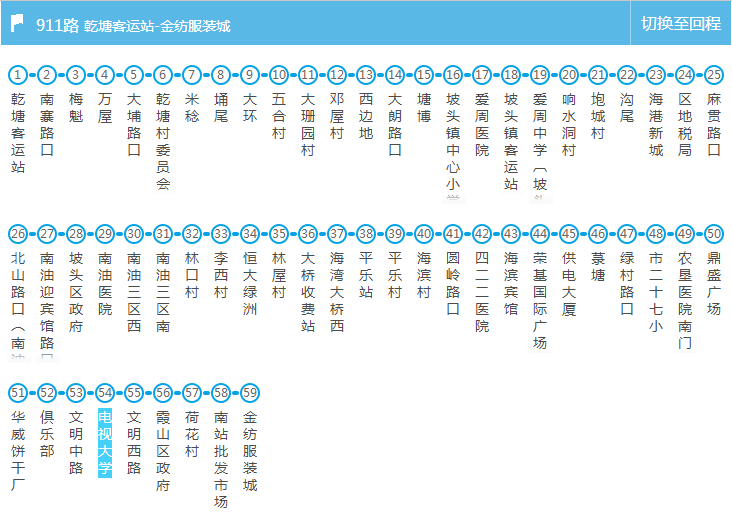 911路 乾塘客运站-金纺服装城
切换至回程
1 乾塘客运站
2 南寨路口
3 梅魁
4 万屋
5 大埔路口
6 乾塘村委员会
7 米稔
8 埇尾
9 大环
10 五合村
11 大珊园村
12 邓屋村
13 西边地
14 大朗路口
15 塘博
16 坡头镇中心小学
17 爱周医院
18 坡头镇客运站
19 爱周中学（坡头
20 响水洞村
21 垉城村
22 沟尾
23 海港新城
24 区地税局
25 麻贯路口
26 北山路口（南油
27 南油迎宾馆路口
28 坡头区政府
29 南油医院
30 南油三区西
31 南油三区南
32 林口村
33 李西村
34 恒大绿洲
35 林屋村
36 大桥收费站
37 海湾大桥西
38 平乐站
39 平乐村
40 海滨村
41 圆岭路口
42 四二二医院
43 海滨宾馆
44 荣基国际广场
45 供电大厦
46 菉塘
47 绿村路口
48 市二十七小
49 农垦医院南门
50 鼎盛广场
51 华威饼干厂
52 俱乐部
53 文明中路
54 电视大学
55 文明西路
56 霞山区政府
57 荷花村
58 南站批发市场
59 金纺服装城